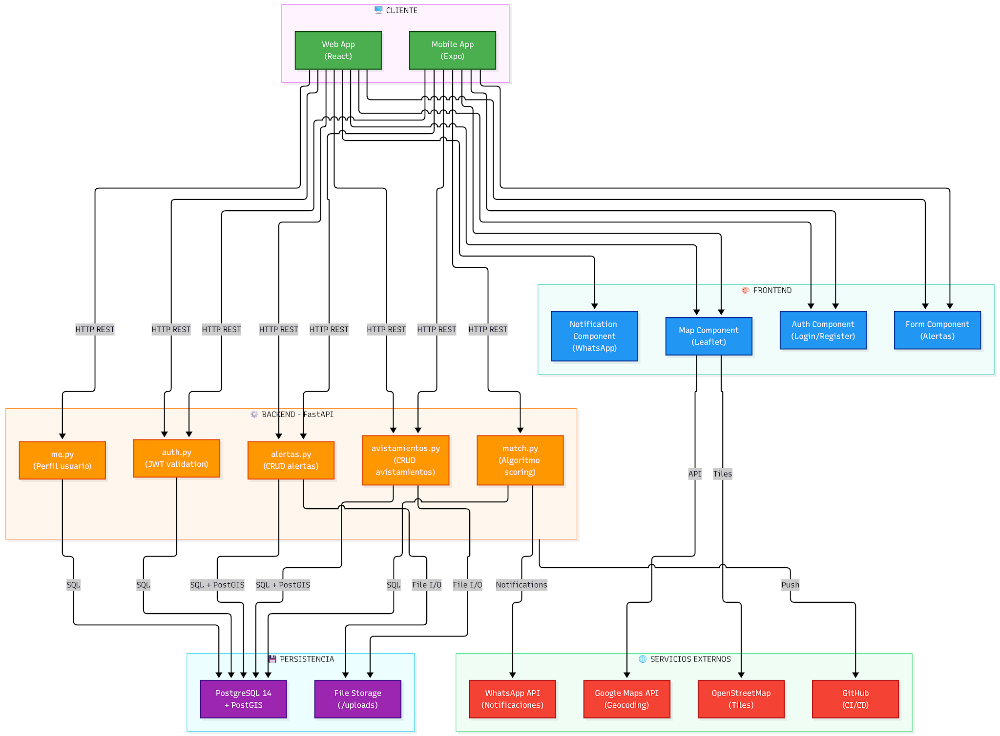 CLIENTE
Web App
(React)
Mobile App
(Expo)
FRONTEND
Notification
Component
(WhatsApp)
Map Component
(Leaflet)
Auth Component
(Login/Register)
Form Component
(Alertas)
HTTP REST
HTTP REST
HTTP REST
HTTP REST
HTTP REST
HTTP REST
HTTP REST
HTTP REST
BACKEND - FastAPI
me.py
(Perfil usuario)
auth.py
(JWT validation)
alertas.py
(CRUD alertas)
avistamientos.py
(CRUD
avistamientos)
match.py
(Algoritmo
scoring)
API
Tiles
SQL
SQL
SQL + PostGIS
SQL + PostGIS
SQL
File I/O
File I/O
Notifications
Push
PERSISTENCIA
PostgreSQL 14
+ PostGIS
File Storage
(/uploads)
SERVICIOS EXTERNOS
WhatsApp API
(Notificaciones)
Google Maps API
(Geocoding)
OpenStreetMap
(Tiles)
GitHub
(CI/CD)